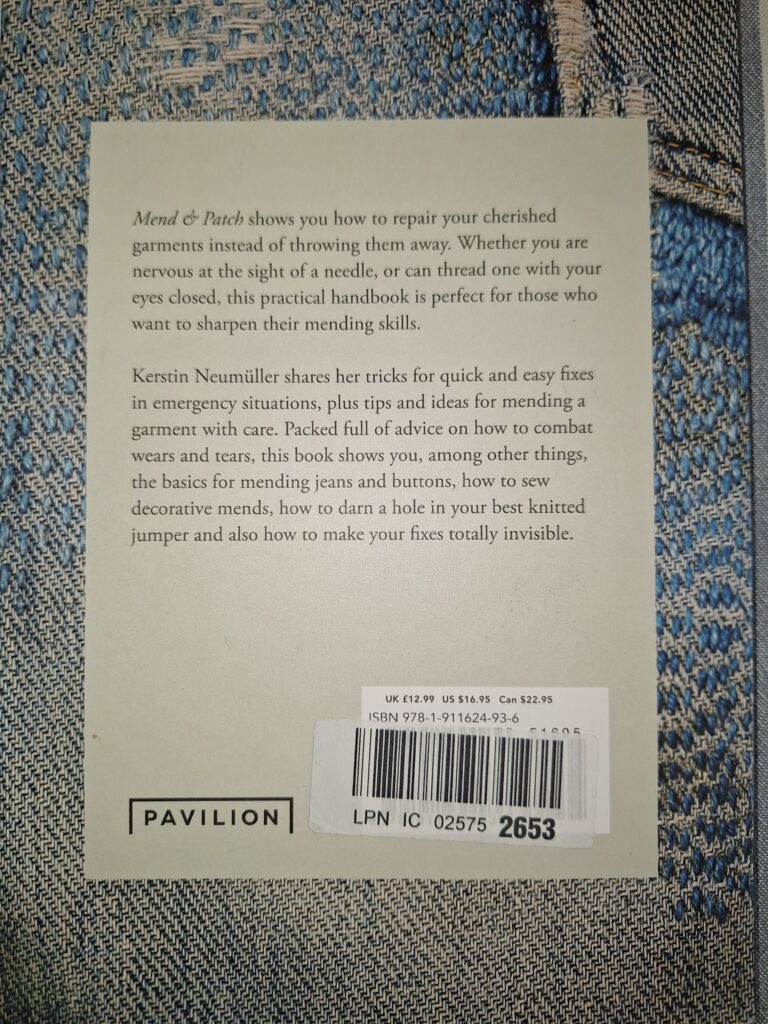 Mend & Patch shows you how to repair your cherished
garments instead of throwing them away. Whether you are
nervous at the sight of a needle, or can thread one with your
eyes closed, this practical handbook is perfect for those who
want to sharpen their mending skills.
Kerstin Neumüller shares her tricks for quick and easy fixes
in emergency situations, plus tips and ideas for mending a
garment with care. Packed full of advice on how to combat
wears and tears, this book shows you, among other things,
the basics for mending jeans and buttons, how to sew
decorative mends, how to darn a hole in your best knitted
jumper and also how to make your fixes totally invisible.
UK £12.99 US $16.95 Can $22.95
ISBN 978-1-911624-93-6
PAVILION
LPN IC 02575 2653